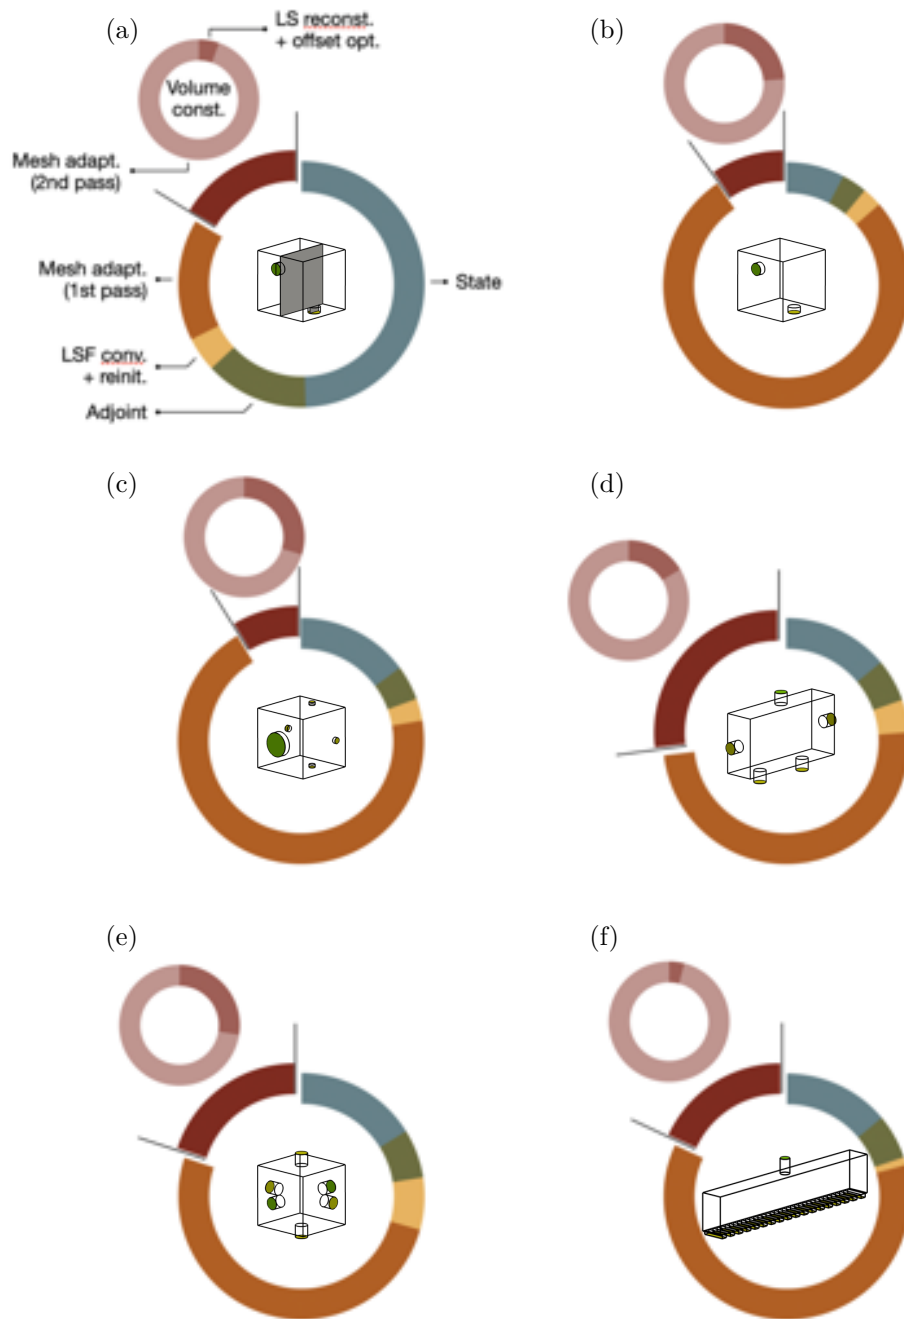 (a)
LS reconst.
+ offset opt.
(b)
Volume
const.
Mesh adapt.
(2nd pass)
Mesh adapt.
(1st pass)
State
LSF conv.
+ reinit.
Adjoint
(c)
(d)
(e)
(f)